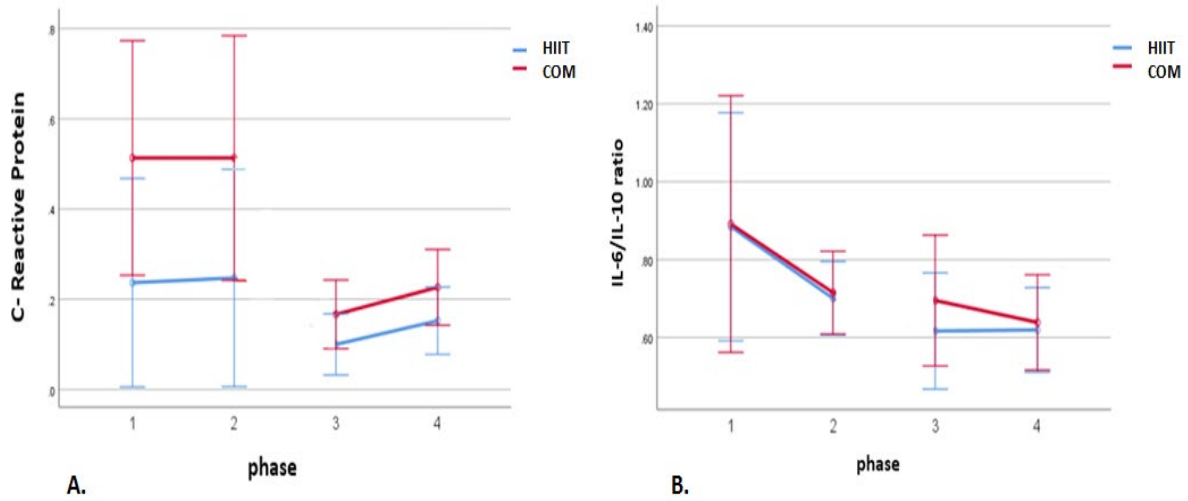 C- Reactive Protein
.8
.6
.4
.2
.0
1 2 3 4
phase
A.
HIIT
COM
IL-6/IL-10 ratio
1.40
1.20
1.00
.80
.60
1 2 3 4
phase
B.
HIIT
COM